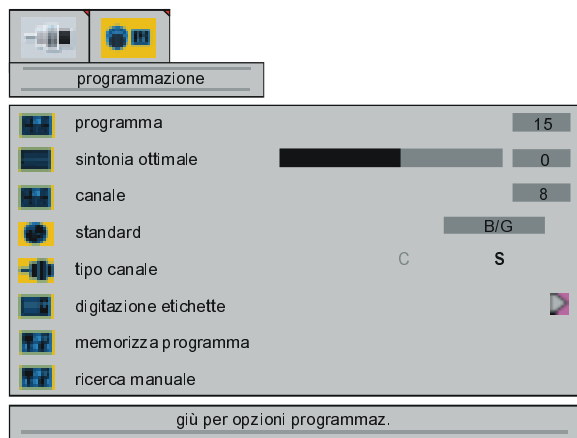 programmazione
programma 15
sintonia ottimale 0
canale 8
standard B/G
tipo canale C S
digitazione etichette
memorizza programma
ricerca manuale
giù per opzioni programmaz.